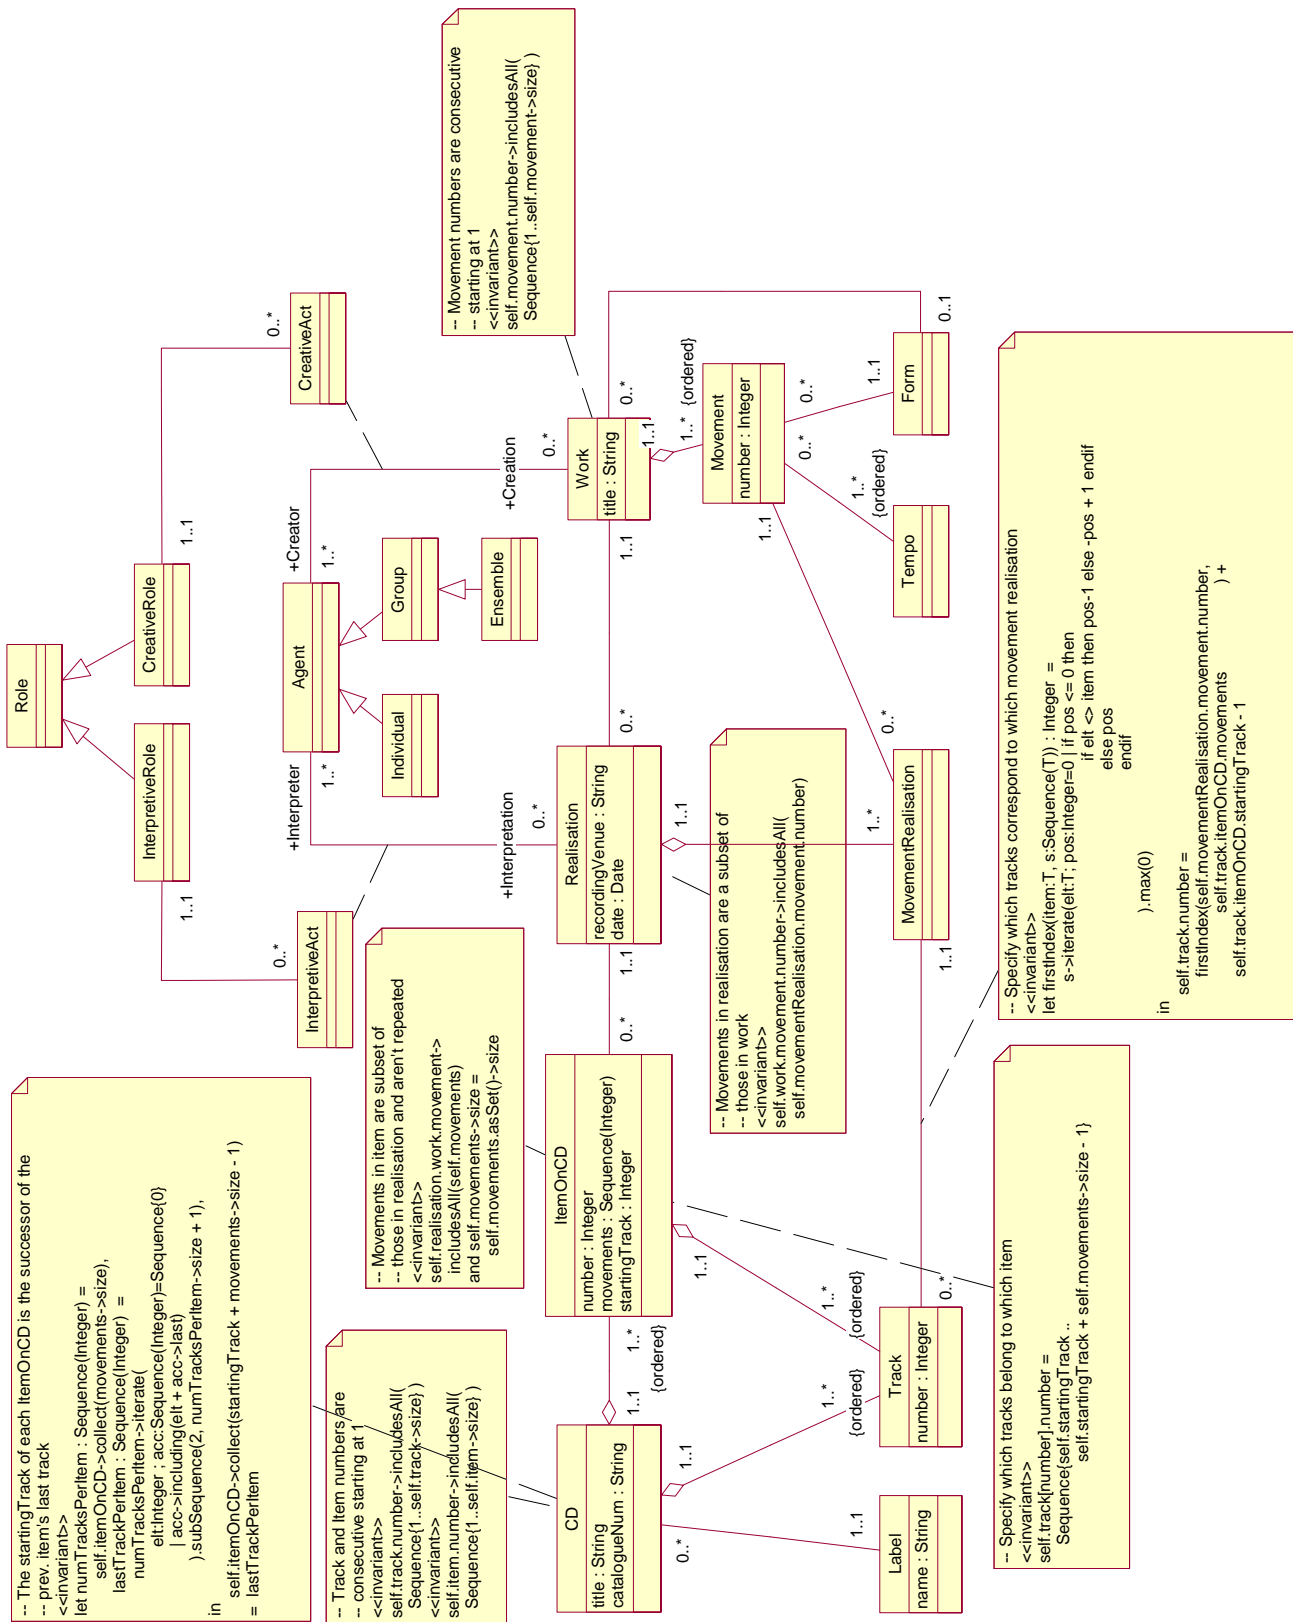 Role
InterpretiveRole
CreativeRole
1..1
1..1
0..*
0..*
InterpretiveAct
CreativeAct
Agent
+Interpreter
1..*
+Creator
1..*
Individual
Group
Ensemble
+Interpretation
0..*
+Creation
0..*
-- The startingTrack of each ItemOnCD is the successor of the
-- prev. item's last track
<<invariant>>
let numTracksPerItem : Sequence(Integer) =
self.itemOnCD->collect(movements->size),
lastTrackPerItem : Sequence(Integer) =
numTracksPerItem->iterate(
elt:Integer ; acc:Sequence(Integer)=Sequence{0}
| acc->including(elt + acc->last)
).subSequence(2, numTracksPerItem->size + 1),
in
self.itemOnCD->collect(startingTrack + movements->size - 1)
= lastTrackPerItem
-- Track and Item numbers are
-- consecutive starting at 1
<<invariant>>
self.track.number->includesAll(
Sequence{1..self.track->size} )
<<invariant>>
self.item.number->includesAll(
Sequence{1..self.item->size} )
-- Movements in item are subset of
-- those in realisation and aren't repeated
<<invariant>>
self.realisation.work.movement->
includesAll(self.movements)
and self.movements->size =
self.movements.asSet()->size
-- Movement numbers are consecutive
-- starting at 1
<<invariant>>
self.movement.number->includesAll(
Sequence{1..self.movement->size} )
CD
title : String
catalogueNum : String
1..1
1..*
{ordered}
ItemOnCD
number : Integer
movements : Sequence(Integer)
startingTrack : Integer
0..*
1..1
Realisation
recordingVenue : String
date : Date
0..*
1..1
Work
title : String
0..*
1..1
1..*
{ordered}
0..*
1..1
1..1
1..1
-- Movements in realisation are a subset of
-- those in work
<<invariant>>
self.work.movement.number->includesAll(
self.movementRealisation.movement.number)
Movement
number : Integer
1..1
0..*
0..*
1..1
{ordered}
1..*
{ordered}
1..*
1..*
0..*
1..*
{ordered}
0..1
Label
name : String
Track
number : Integer
0..*
1..1
MovementRealisation
Tempo
Form
-- Specify which tracks belong to which item
<<invariant>>
self.track[number].number =
Sequence{self.startingTrack ..
self.startingTrack + self.movements->size - 1}
-- Specify which tracks correspond to which movement realisation
<<invariant>>
let firstIndex(item:T, s:Sequence(T)) : Integer =
s->iterate(elt:T; pos:Integer=0 | if pos <= 0 then
if elt <> item then pos-1 else -pos + 1 endif
else pos
endif
).max(0)
in
self.track.number =
firstIndex(self.movementRealisation.movement.number,
self.track.itemOnCD.movements ) +
self.track.itemOnCD.startingTrack - 1